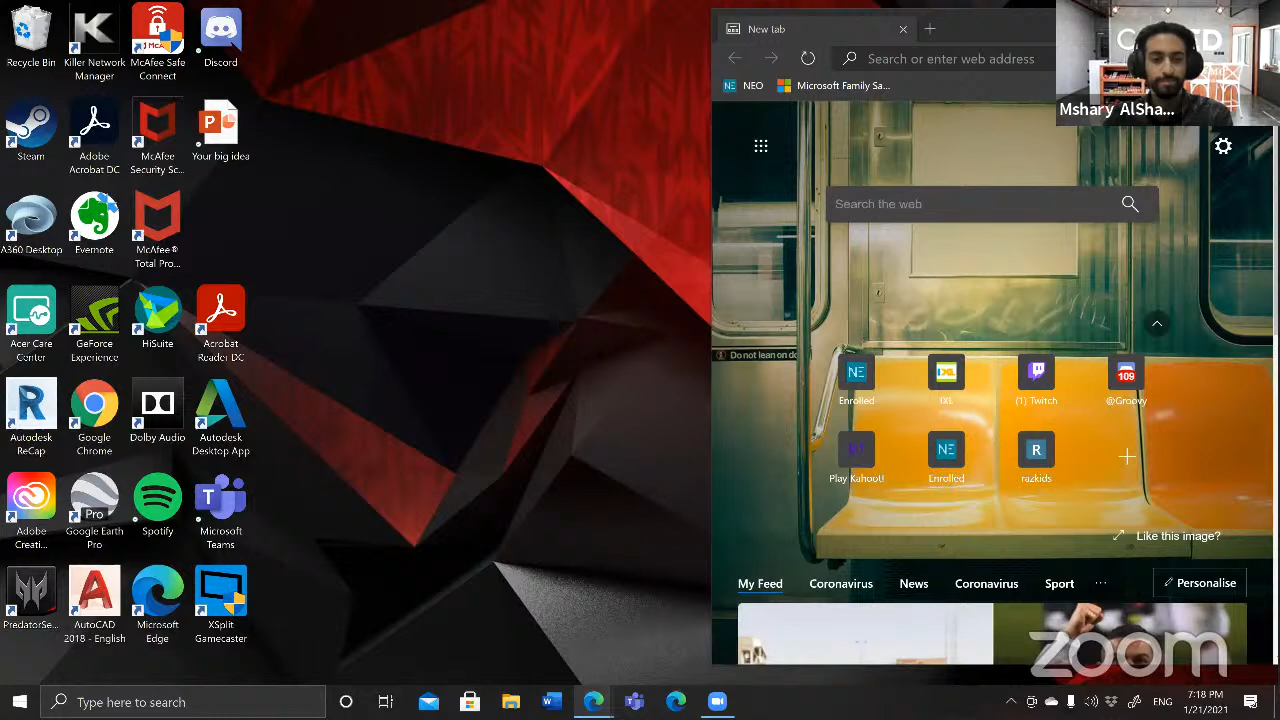 Recycle Bin
Killer Network
Manager
McAfee Safe
Connect
Discord
Steam
Adobe
Acrobat DC
McAfee
Security Sc...
Your big idea
A360 Desktop
Evernote
McAfee®
Total Pro...
Acer Care
Center
GeForce
Experience
HiSuite
Acrobat
Reader DC
Autodesk
ReCap
Google
Chrome
Dolby Audio
Autodesk
Desktop App
Adobe
Creati...
Google Earth
Pro
Spotify
Microsoft
Teams
PredatorSe...
AutoCAD
2018 - English
Microsoft
Edge
XSplit
Gamecaster
New tab
Search or enter web address
NEO
Microsoft Family Sa...
Mshary AlSha...
Search the web
Do not lean on do
Enrolled
IXL
(1) Twitch
109
@Groovy
Play Kahoot!
Enrolled
razkids
Like this image?
My Feed
Coronavirus
News
Coronavirus
Sport
...
Personalise
zoom
Type here to search
ENG
7:18 PM
1/21/2021